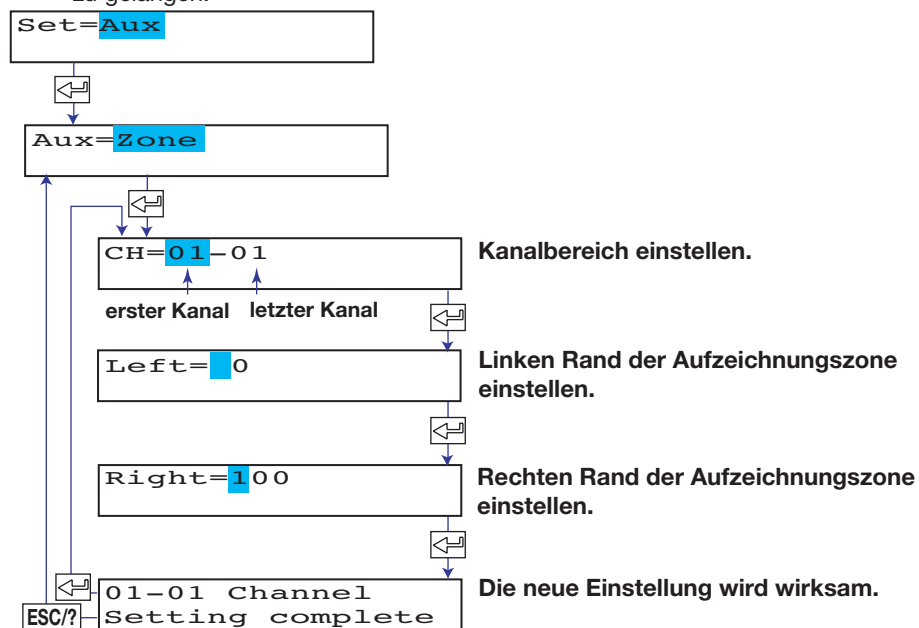 zu gelangen.
Set=Aux
Aux=Zone
CH=01-01
Kanalbereich einstellen.
erster Kanal letzter Kanal
Left= 0
Linken Rand der Aufzeichnungszone
einstellen.
Right=100
Rechten Rand der Aufzeichnungszone
einstellen.
01-01 Channel
Die neue Einstellung wird wirksam.
ESC/?
Setting complete